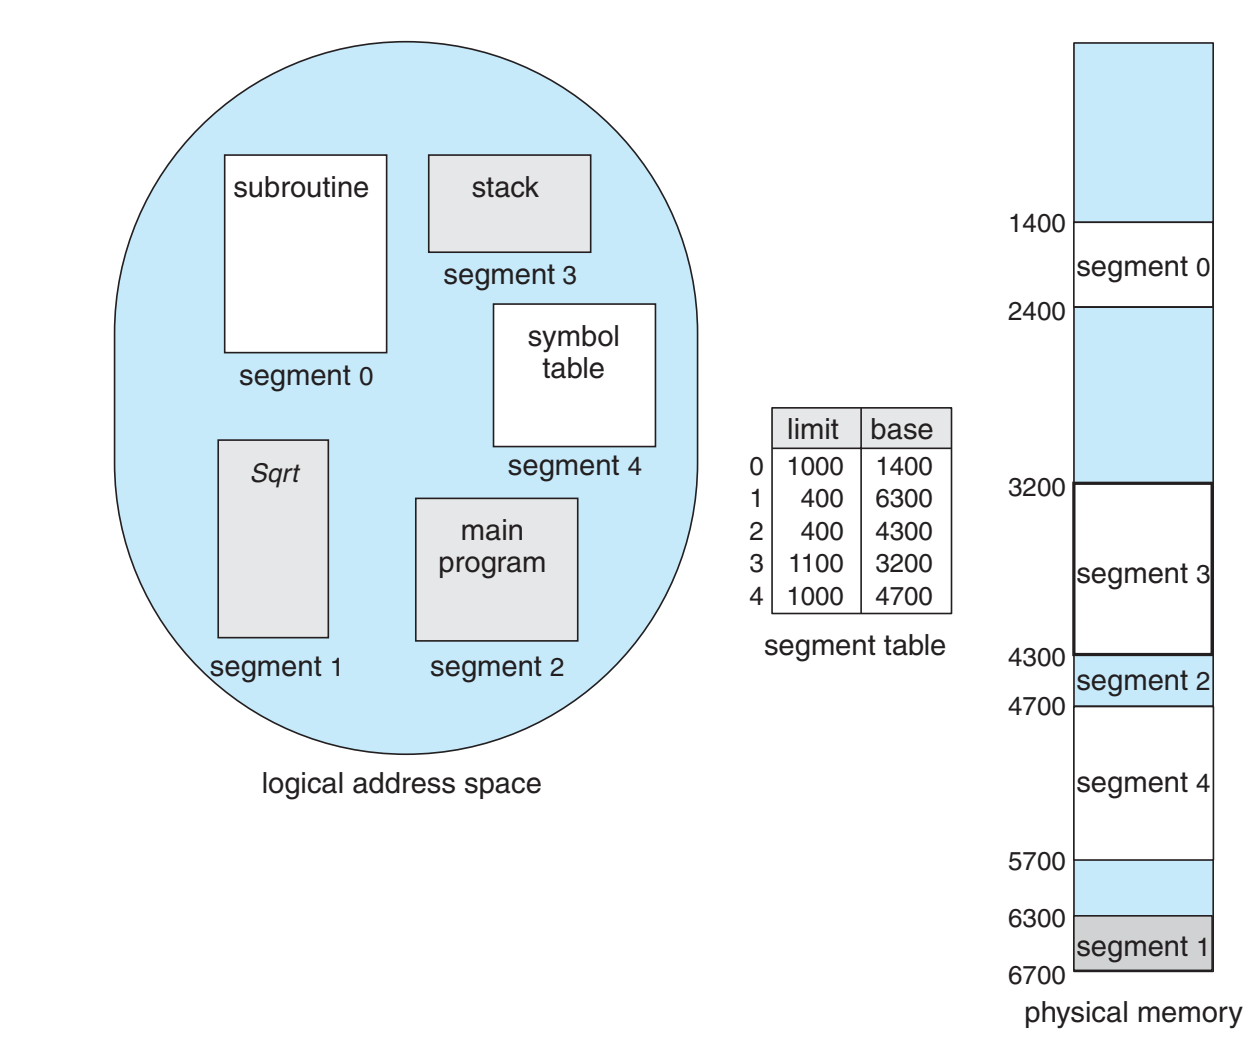 subroutine
segment 0
stack
segment 3
symbol
table
segment 4
Sqrt
segment 1
main
program
segment 2
logical address space
limit base
0 1000 1400
1 400 6300
2 400 4300
3 1100 3200
4 1000 4700
segment table
1400
segment 0
2400
3200
segment 3
4300
segment 2
4700
segment 4
5700
6300
segment 1
6700
physical memory